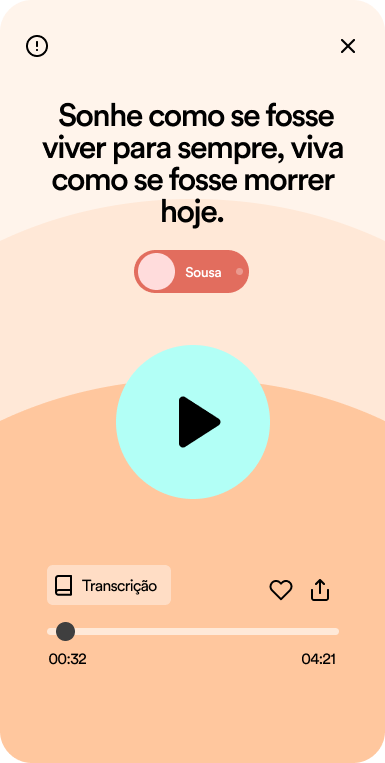 Sonhe como se fosse
viver para sempre, viva
como se fosse morrer
hoje.
Sousa
Transcrição
00:32
04:21